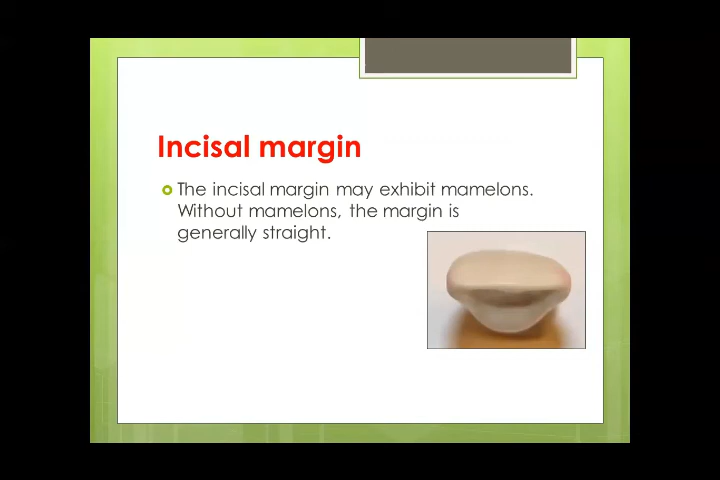 Incisal margin
The incisal margin may exhibit mamelons.
Without mamelons, the margin is
generally straight.